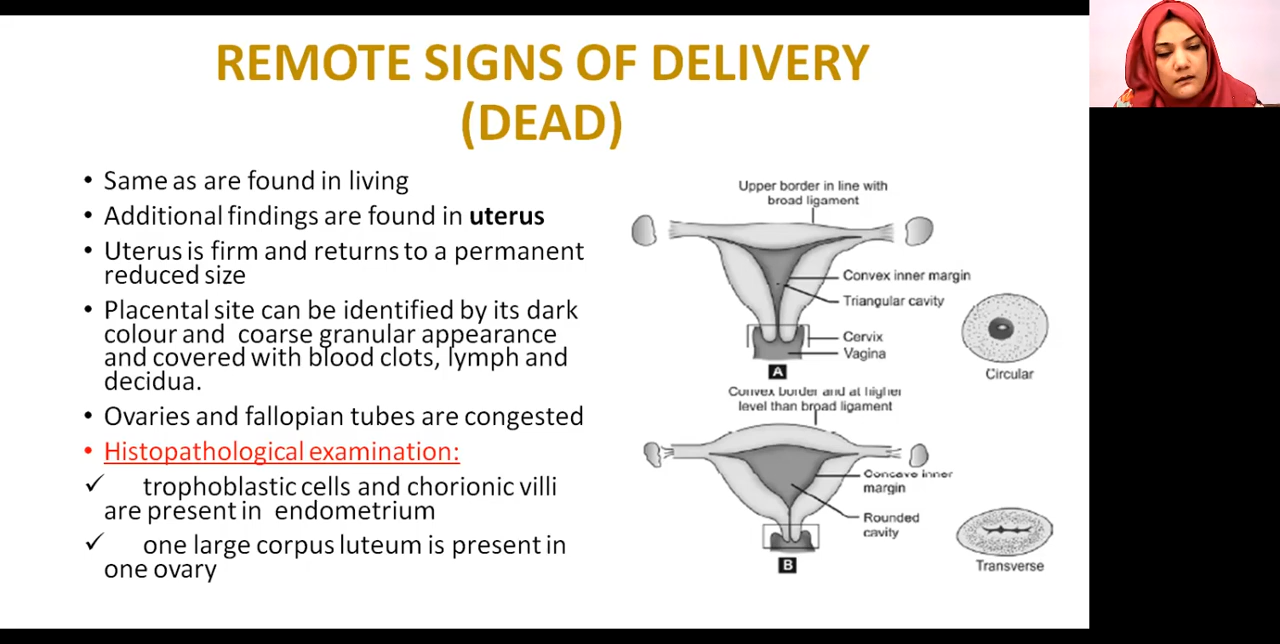 REMOTE SIGNS OF DELIVERY
(DEAD)
• Same as are found in living
• Additional findings are found in uterus
• Uterus is firm and returns to a permanent
reduced size
• Placental site can be identified by its dark
colour and coarse granular appearance
and covered with blood clots, lymph and
decidua.
• Ovaries and fallopian tubes are congested
• Histopathological examination:
✓ trophoblastic cells and chorionic villi
are present in endometrium
✓ one large corpus luteum is present in
one ovary
Upper border in line with
broad ligament
Convex inner margin
Triangular cavity
Cervix
Vagina
A
Circular
Convex border and at higher
level than broad ligament
Concave inner
margin
Rounded
cavity
B
Transverse